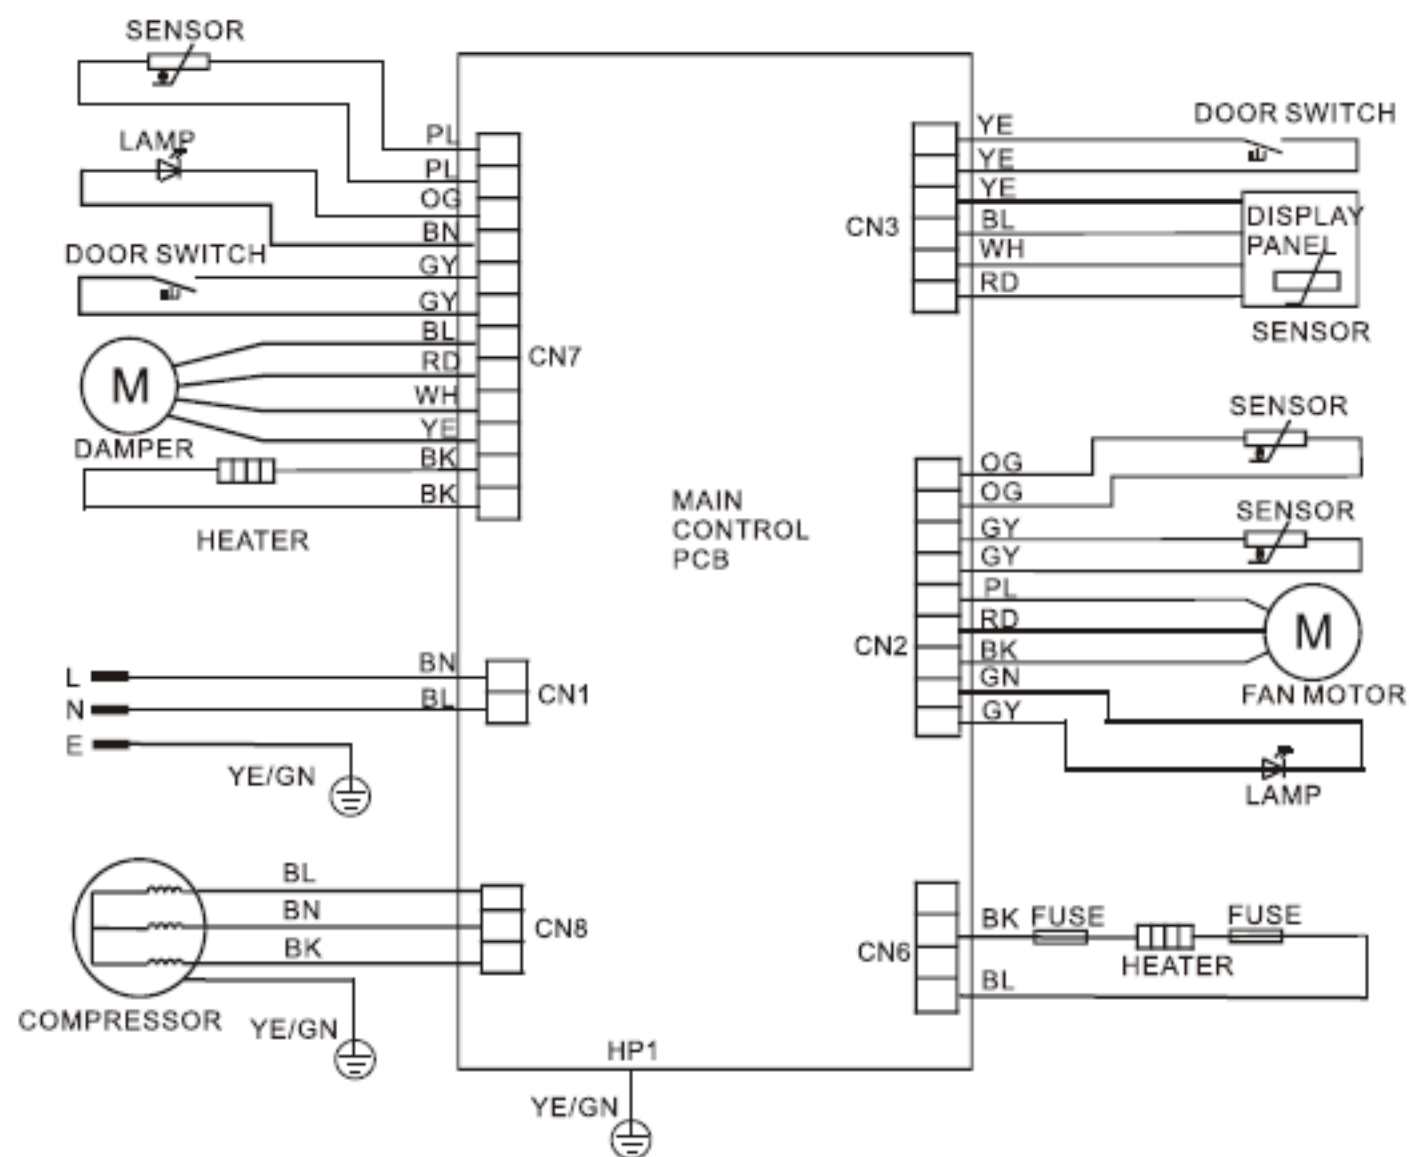 SENSOR
PL
LAMP
PL
OG
BN
DOOR SWITCH
GY
GY
BL
CN7
RD
M
WH
YE
DAMPER
BK
BK
HEATER
MAIN
CONTROL
PCB
L
BN
N
BL
CN1
E
YE/GN
BL
BN
CN8
BK
COMPRESSOR
YE/GN
HP1
YE/GN
YE
DOOR SWITCH
YE
YE
CN3
BL
DISPLAY
PANEL
WH
RD
SENSOR
SENSOR
OG
OG
SENSOR
GY
GY
PL
RD
M
CN2
BK
GN
FAN MOTOR
GY
LAMP
BK
FUSE
FUSE
CN6
HEATER
BL